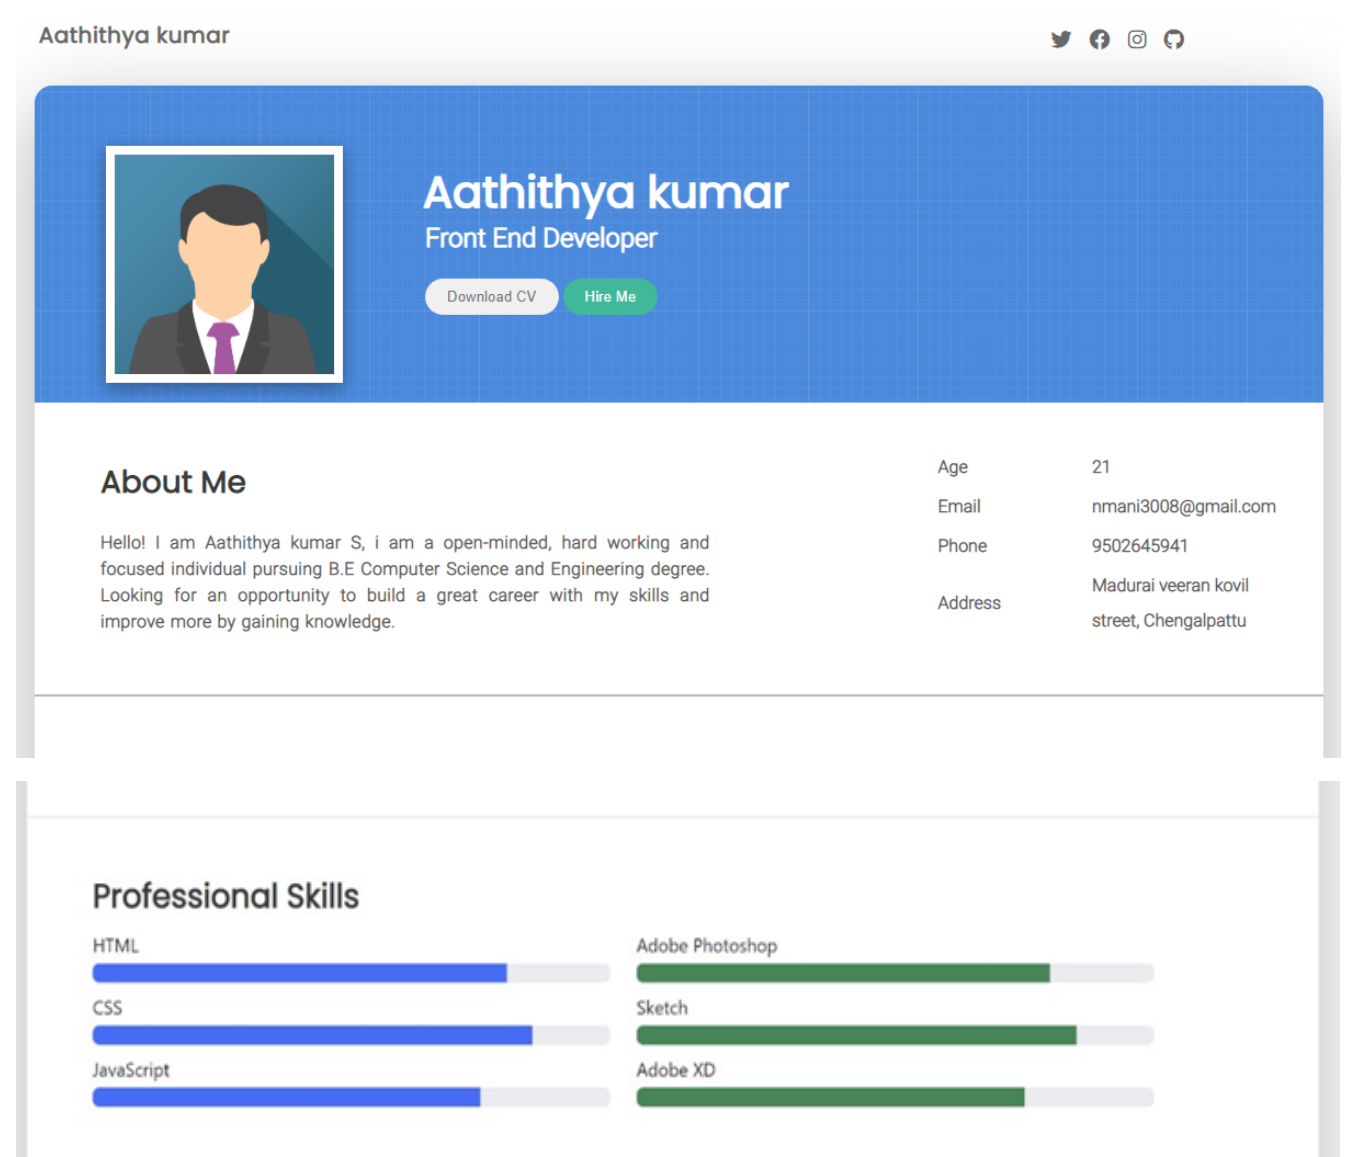 Aathithya kumar
Aathithya kumar
Front End Developer
Download CV
Hire Me
About Me
Hello! I am Aathithya kumar S, i am a open-minded, hard working and
focused individual pursuing B.E Computer Science and Engineering degree.
Looking for an opportunity to build a great career with my skills and
improve more by gaining knowledge.
Age 21
Email nmani3008@gmail.com
Phone 9502645941
Address Madurai veeran kovil
street, Chengalpattu
Professional Skills
HTML
CSS
JavaScript
Adobe Photoshop
Sketch
Adobe XD